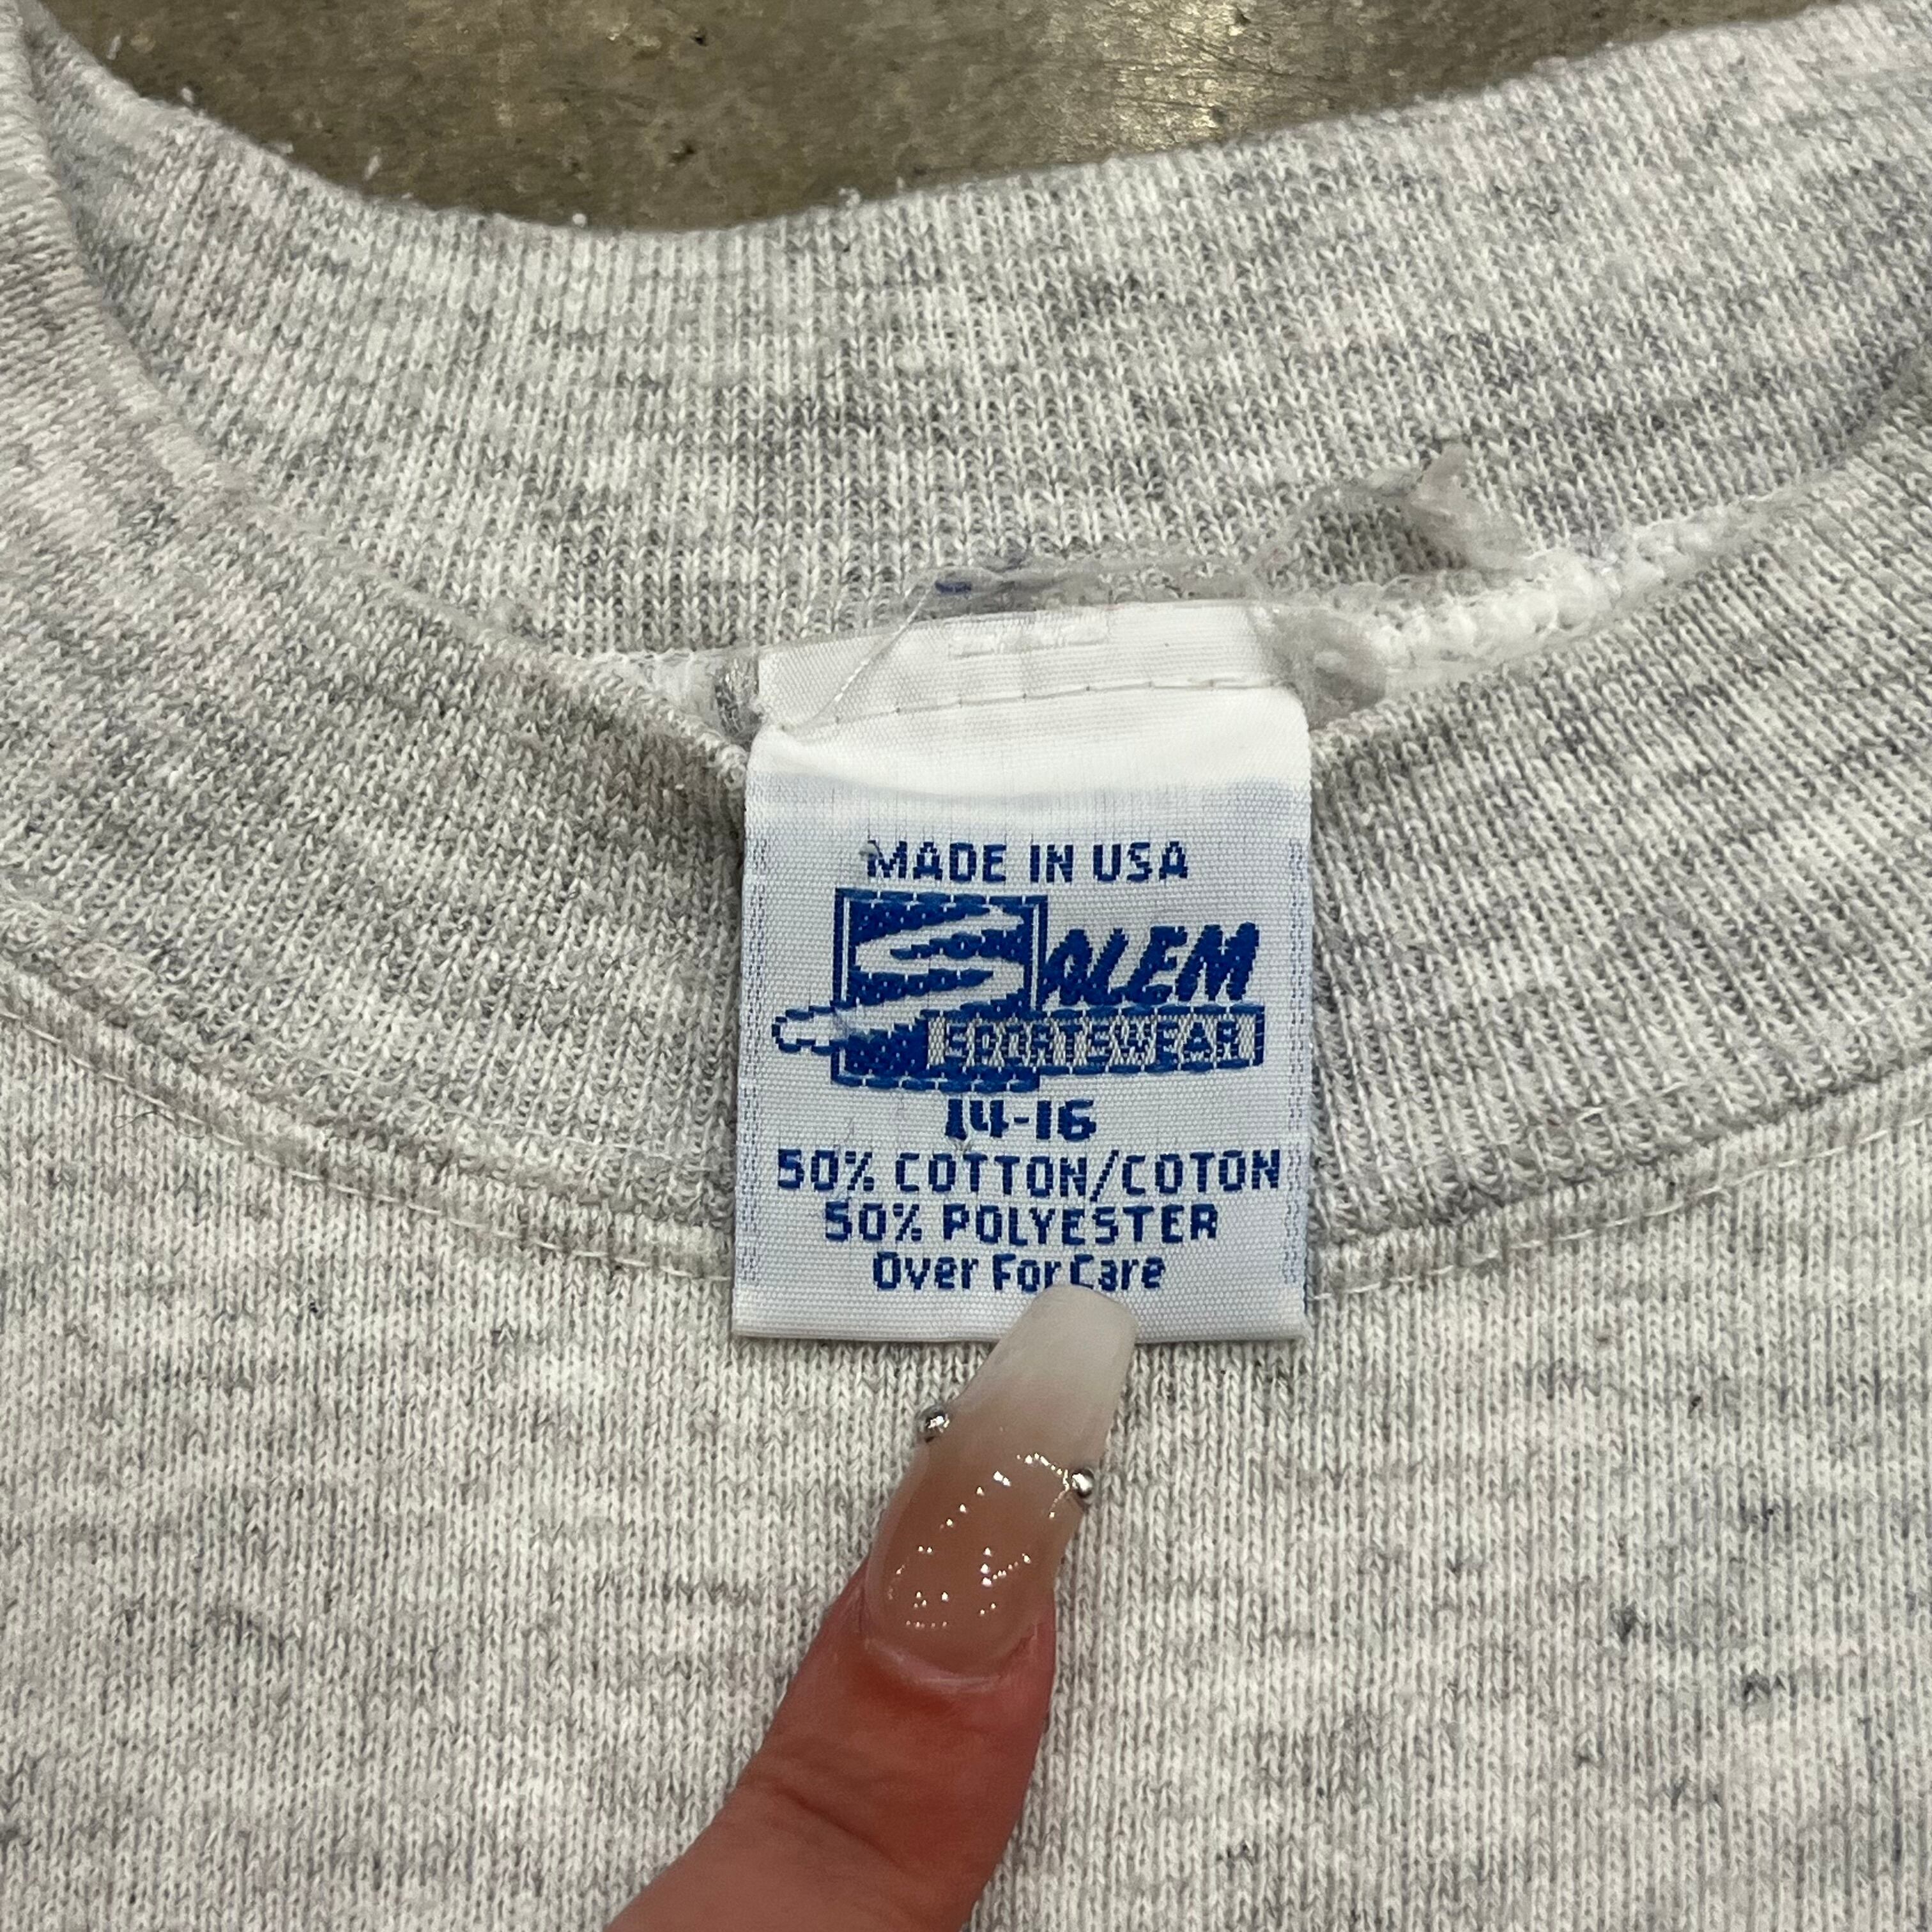 MADE IN USA
SALEM
SPORTSWEAR
14-16
50% COTTON/COTON
50% POLYESTER
Over For Care